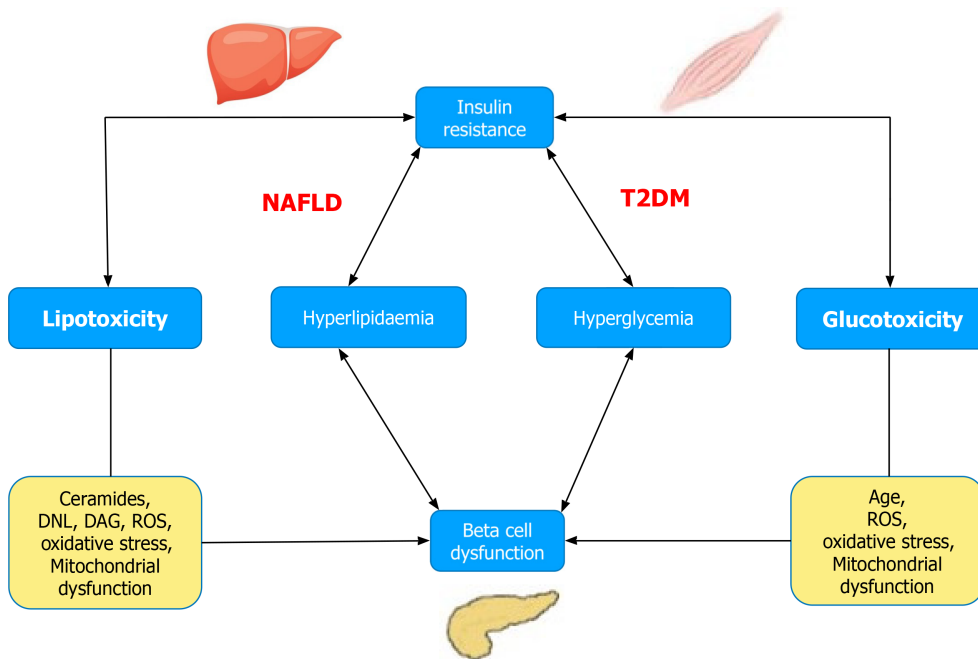 Insulin
resistance
NAFLD
T2DM
Lipotoxicity
Hyperlipidaemia
Hyperglycemia
Glucotoxicity
Ceramides,
DNL, DAG, ROS,
oxidative stress,
Mitochondrial
dysfunction
Beta cell
dysfunction
Age,
ROS,
oxidative stress,
Mitochondrial
dysfunction